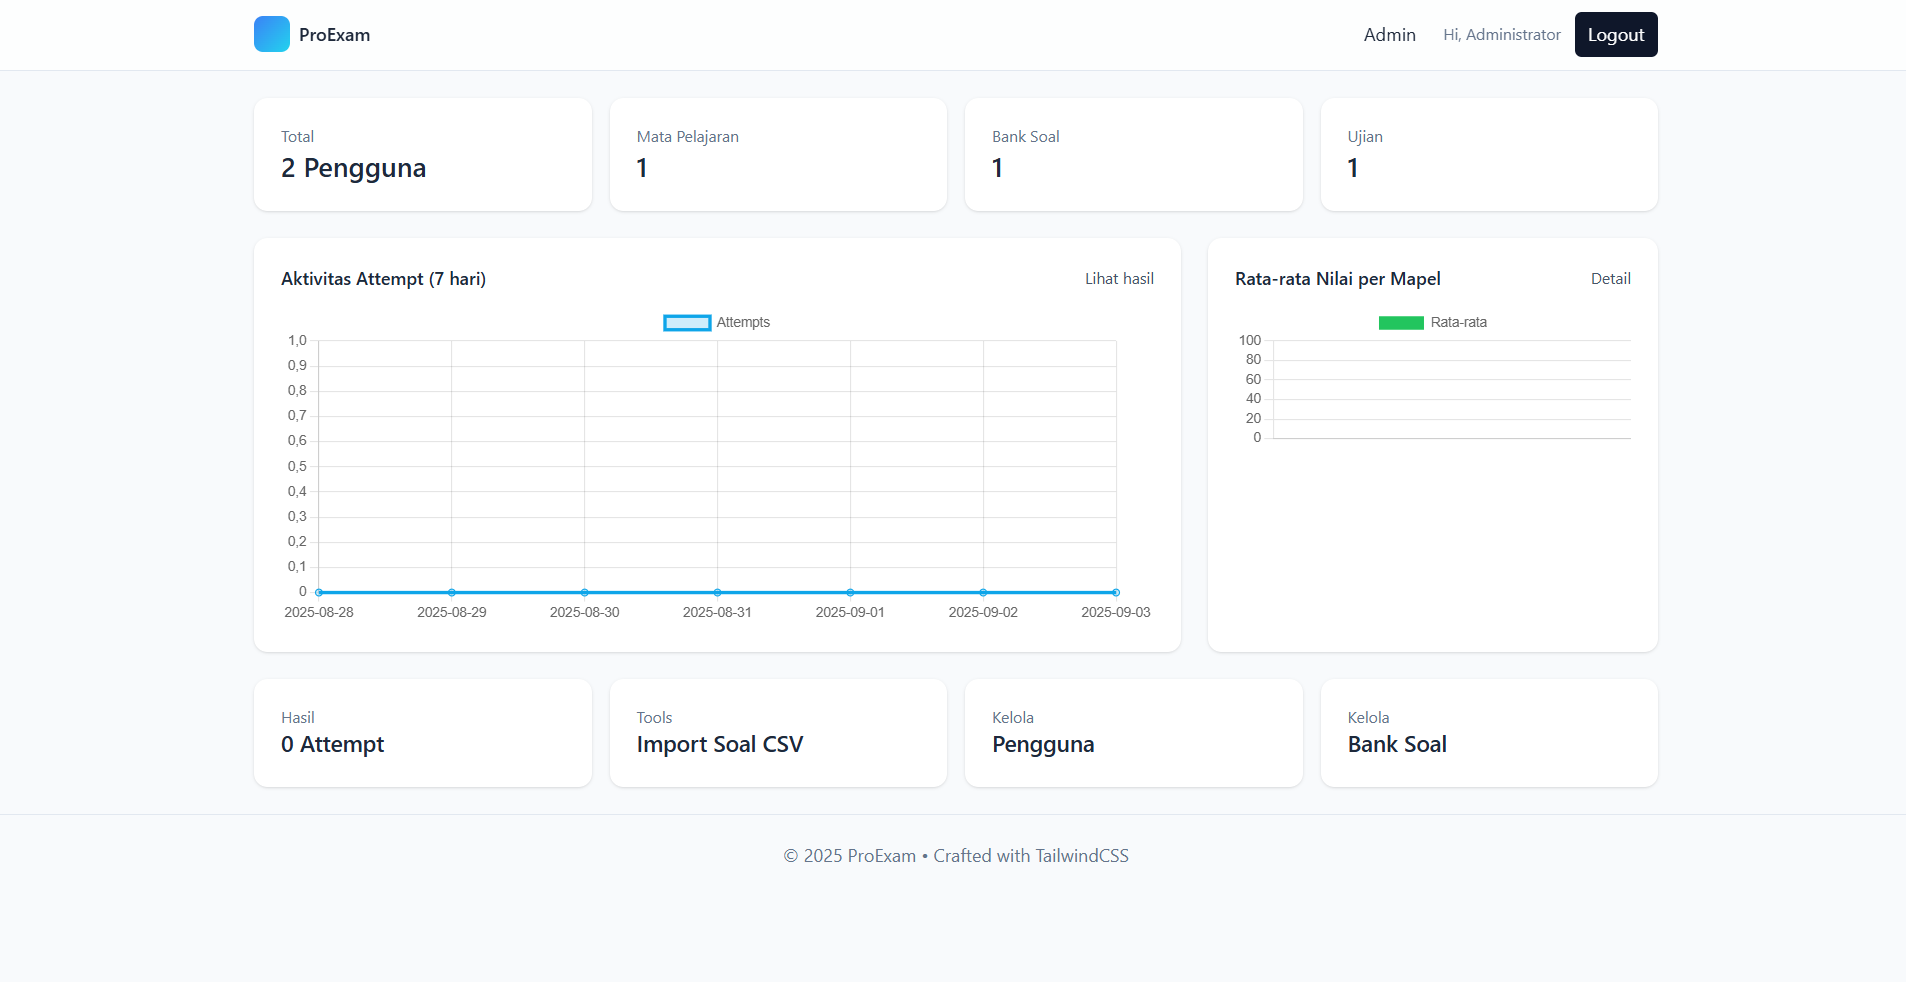 ProExam
Admin
Hi, Administrator
Logout
Total
2 Pengguna
Mata Pelajaran
1
Bank Soal
1
Ujian
1
Aktivitas Attempt (7 hari)
Lihat hasil
Attempts
1,0
0,9
0,8
0,7
0,6
0,5
0,4
0,3
0,2
0,1
0
2025-08-28
2025-08-29
2025-08-30
2025-08-31
2025-09-01
2025-09-02
2025-09-03
Rata-rata Nilai per Mapel
Detail
Rata-rata
100
80
60
40
20
0
Hasil
0 Attempt
Tools
Import Soal CSV
Kelola
Pengguna
Kelola
Bank Soal
© 2025 ProExam • Crafted with TailwindCSS